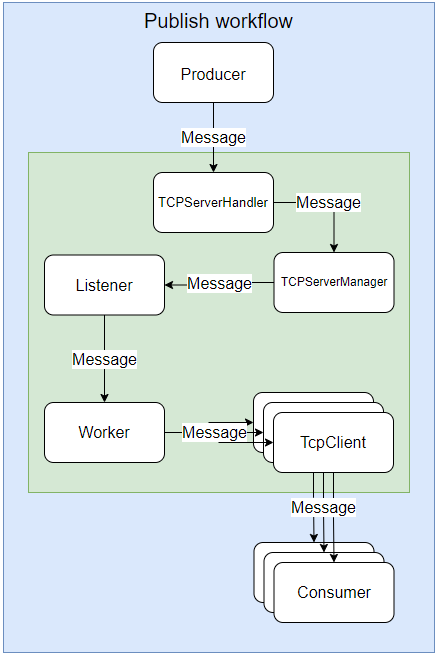 Publish workflow
Producer
Message
TCPServerHandler
Message
TCPServerManager
Message
Listener
Message
Worker
Message
TcpClient
Message
Consumer